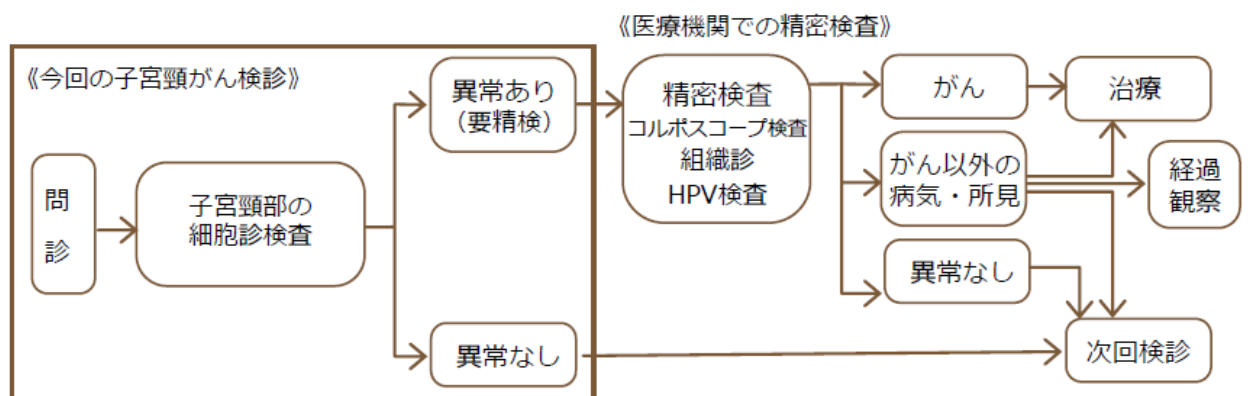 《医療機関での精密検査》
《今回の子宮頸がん検診》
問
診
子宮頸部の
細胞診検査
異常あり
（要精検）
異常なし
精密検査
コルポスコープ検査
組織診
HPV検査
がん
治療
がん以外の
病気・所見
経過
観察
異常なし
次回検診